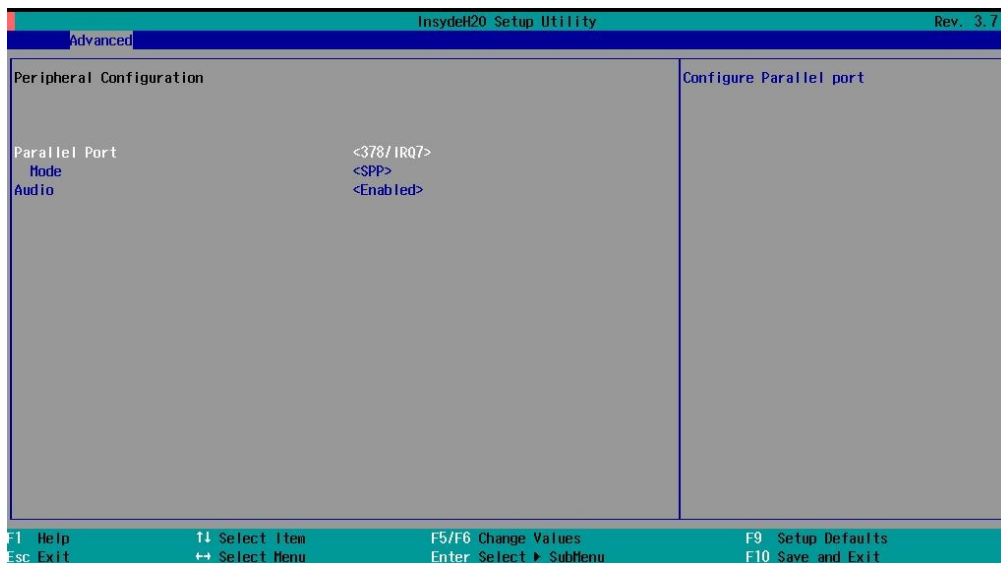 InsydeH20 Setup Utility Rev. 3.7
Advanced
Peripheral Configuration
Configure Parallel port
Parallel Port <378/IRQ7>
Mode <SPP>
Audio <Enabled>
F1 Help ↑↓ Select Item F5/F6 Change Values F9 Setup Defaults
Esc Exit ↔ Select Menu Enter Select ▶ SubMenu F10 Save and Exit